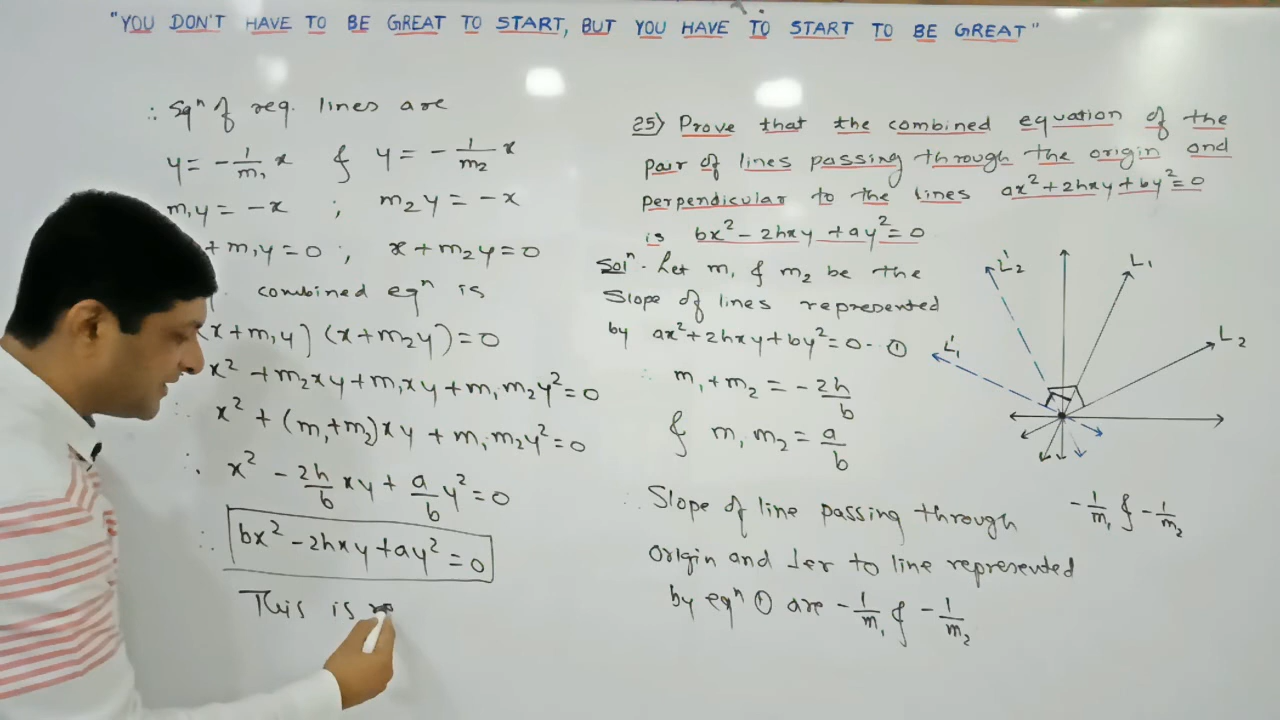 "YOU DON'T HAVE TO BE GREAT TO START, BUT YOU HAVE TO START TO BE GREAT"
∴ Eqⁿ of req. lines are
y = -1/m₁ x & y = -1/m₂ x
m₁y = -x ; m₂y = -x
+ m₁y = 0 ; x + m₂y = 0
combined eqⁿ is
(x + m₁y) (x + m₂y) = 0
x² + m₂xy + m₁xy + m₁m₂y² = 0
∴ x² + (m₁+m₂)xy + m₁m₂y² = 0
∴ x² - 2h/b xy + a/b y² = 0
∴ bx² - 2hxy + ay² = 0
This is
25) Prove that the combined equation of the
pair of lines passing through the origin and
perpendicular to the lines ax²+2hxy+by²=0
is bx²-2hxy+ay²=0
Solⁿ- Let m₁ & m₂ be the
slope of lines represented
by ax²+2hxy+by²=0-- ①
∴ m₁+m₂ = -2h/b
& m₁m₂ = a/b
∴ Slope of line passing through -1/m₁ & -1/m₂
origin and ⊥er to line represented
by eqⁿ ① are -1/m₁ & -1/m₂
L'₂
L₁
L'₁
L₂